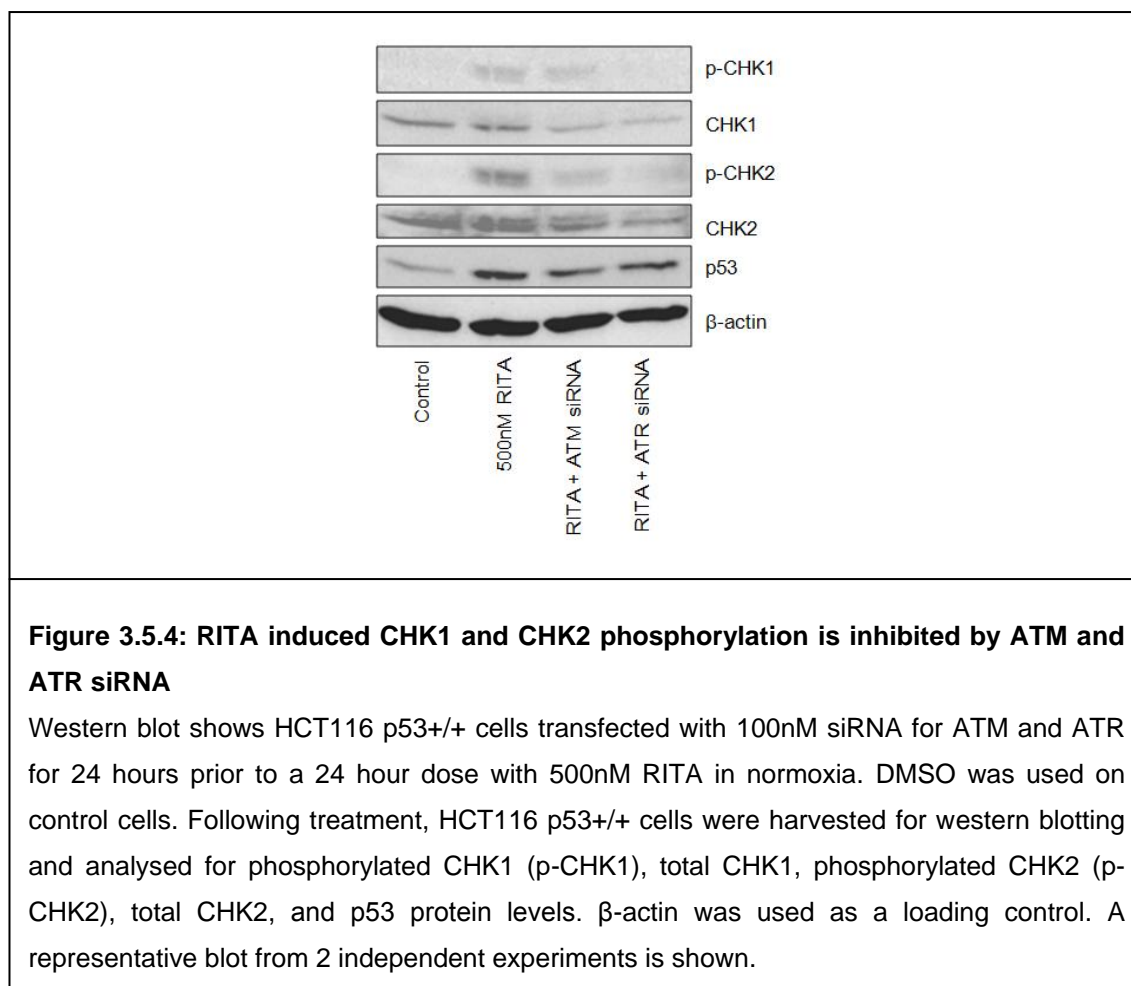 p-CHK1
CHK1
p-CHK2
CHK2
p53
β-actin
Control
500nM RITA
RITA + ATM siRNA
RITA + ATR siRNA
Figure 3.5.4: RITA induced CHK1 and CHK2 phosphorylation is inhibited by ATM and
ATR siRNA
Western blot shows HCT116 p53+/+ cells transfected with 100nM siRNA for ATM and ATR
for 24 hours prior to a 24 hour dose with 500nM RITA in normoxia. DMSO was used on
control cells. Following treatment, HCT116 p53+/+ cells were harvested for western blotting
and analysed for phosphorylated CHK1 (p-CHK1), total CHK1, phosphorylated CHK2 (p-
CHK2), total CHK2, and p53 protein levels. β-actin was used as a loading control. A
representative blot from 2 independent experiments is shown.